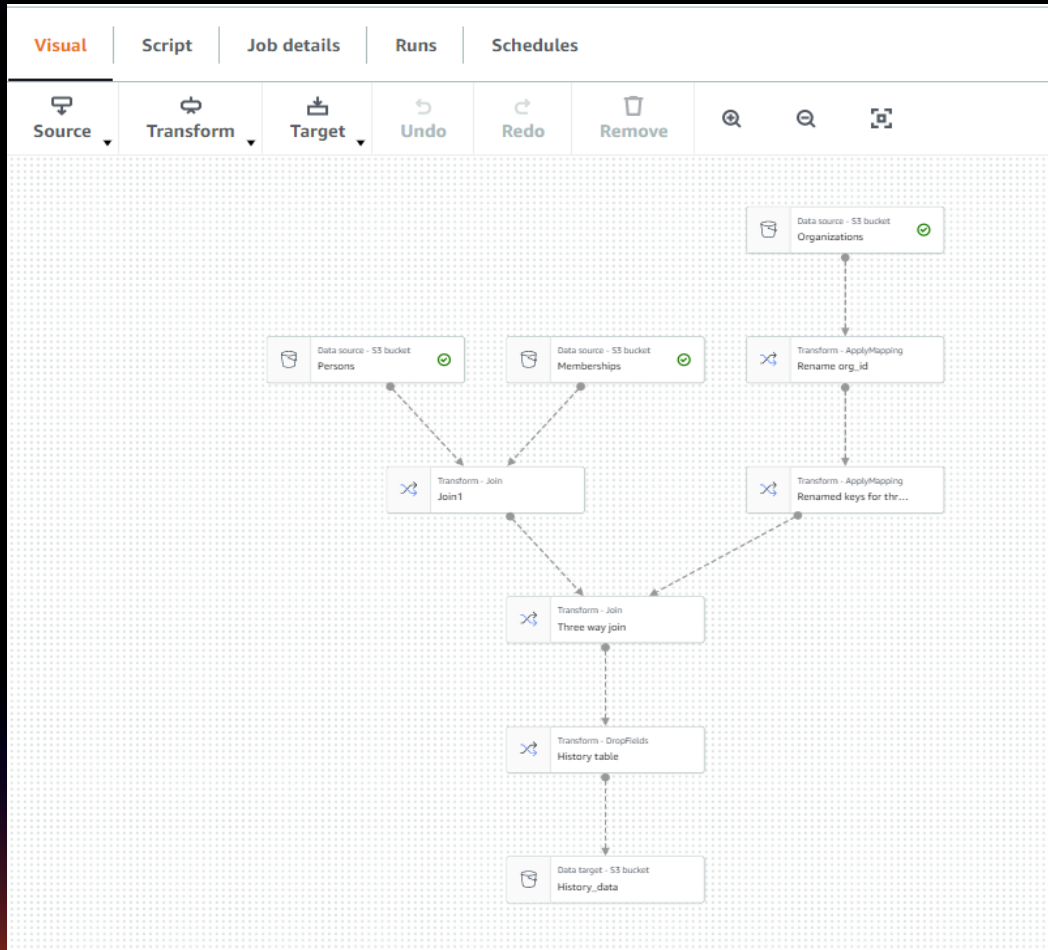 Visual Script Job details Runs Schedules
Source Transform Target Undo Redo Remove
Data source - S3 bucket
Organizations
Data source - S3 bucket
Persons
Data source - S3 bucket
Memberships
Transform - ApplyMapping
Rename org_id
Transform - Join
Join1
Transform - ApplyMapping
Renamed keys for thr...
Transform - Join
Three way join
Transform - DropFields
History table
Data target - S3 bucket
History_data